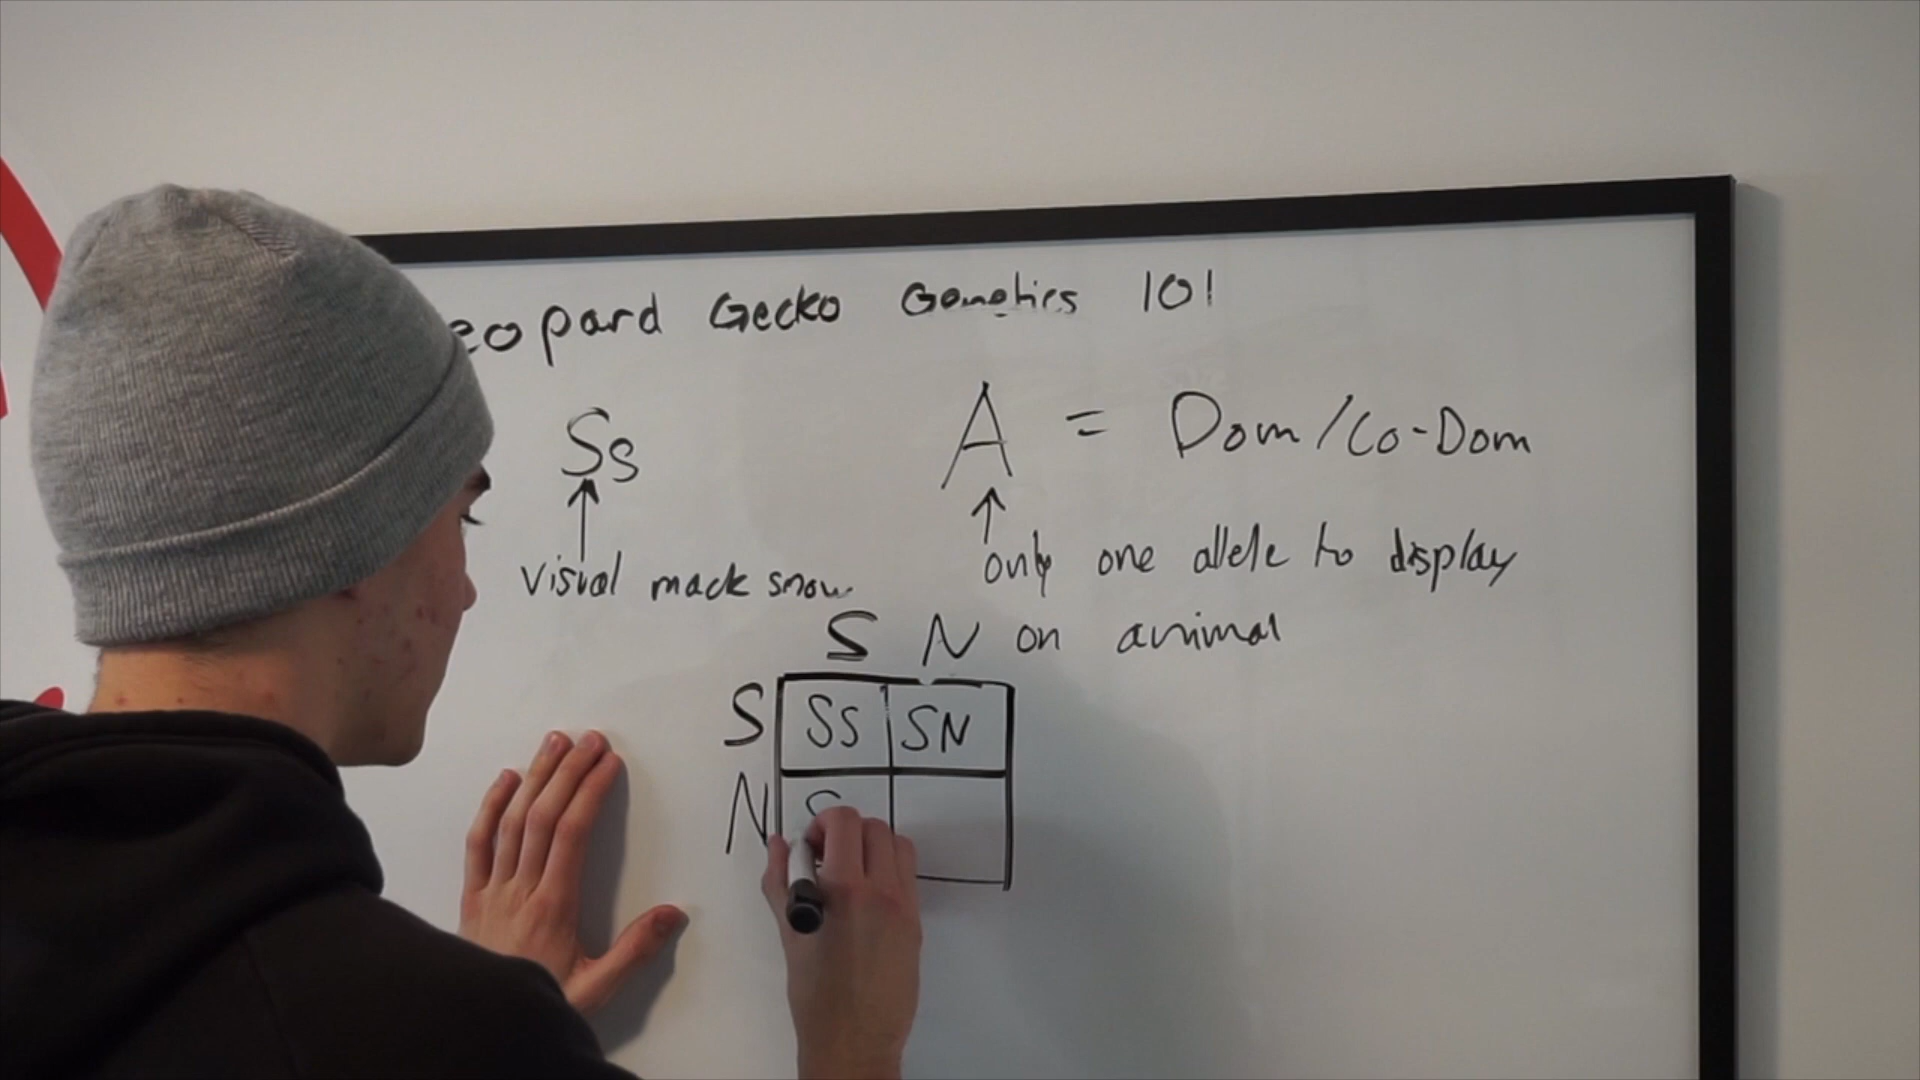 eopard Gecko Genetics 101
Ss
A = Dom/Co-Dom
visual mack snow
only one allele to display
on animal
S N
S SS SN
N S